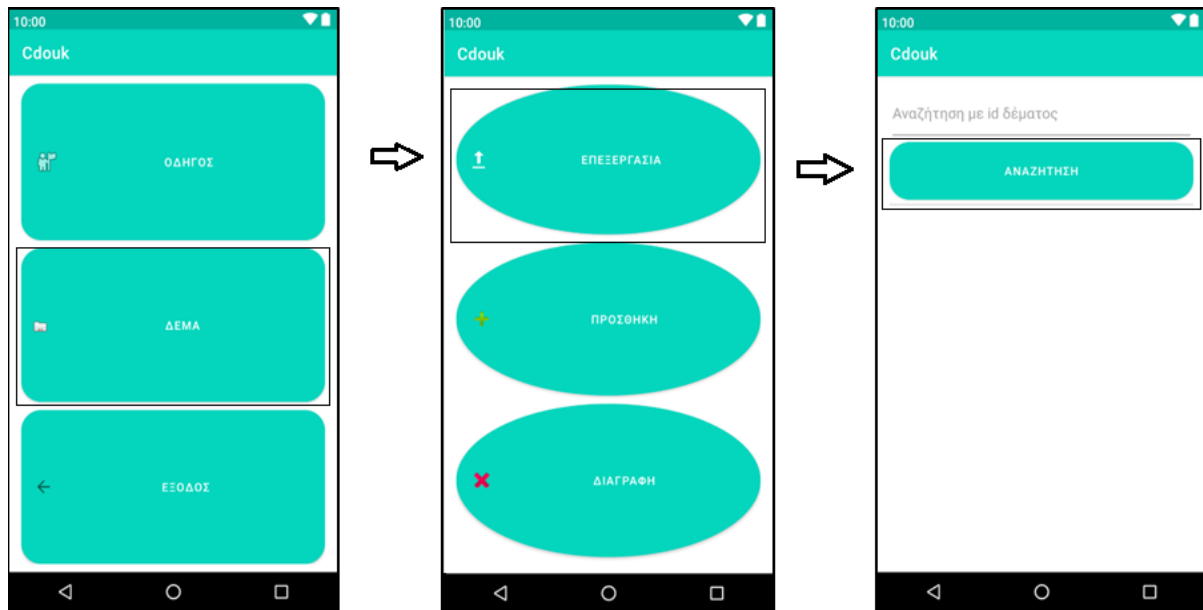 10:00
Cdouk
ΟΔΗΓΟΣ
ΔΕΜΑ
ΕΞΟΔΟΣ
10:00
Cdouk
ΕΠΕΞΕΡΓΑΣΙΑ
ΠΡΟΣΘΗΚΗ
ΔΙΑΓΡΑΦΗ
10:00
Cdouk
Αναζήτηση με id δέματος
ΑΝΑΖΗΤΗΣΗ